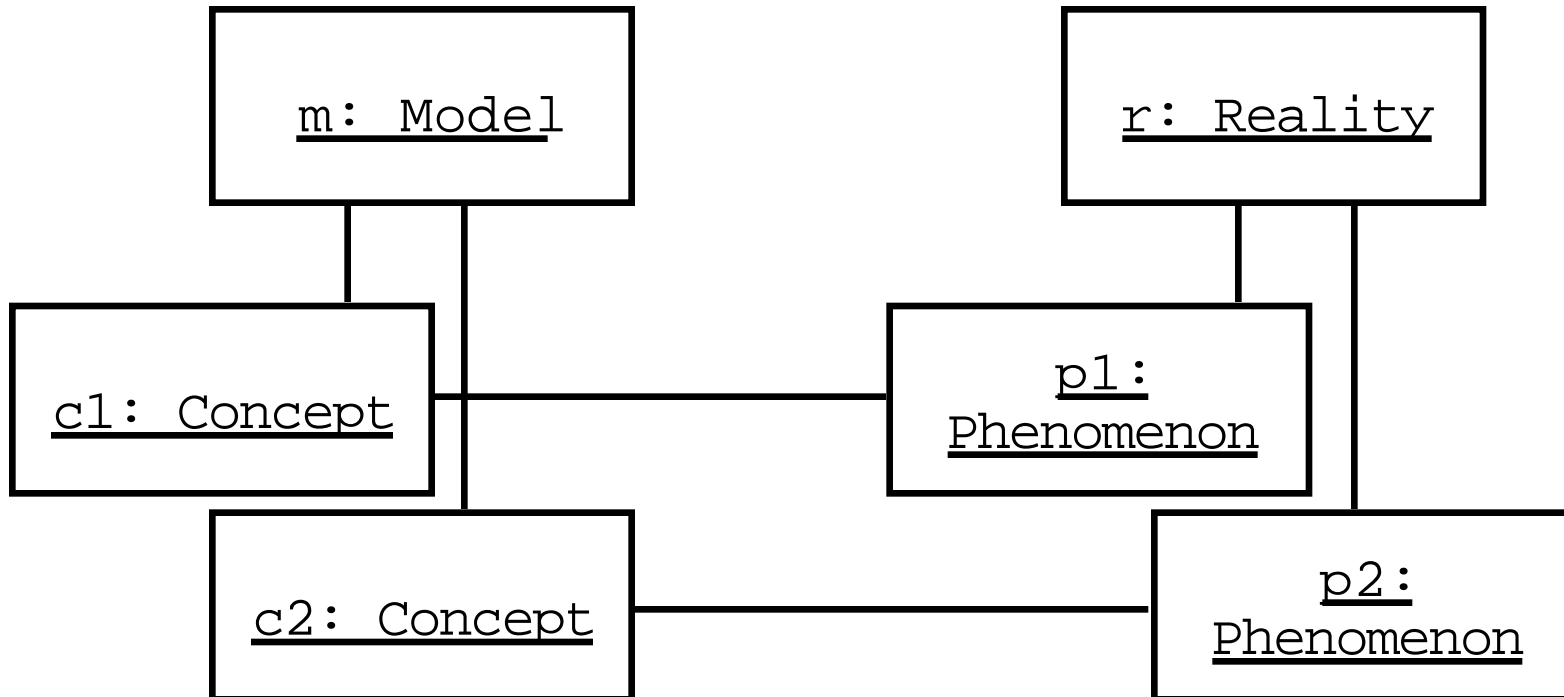 m: Model
r: Reality
c1: Concept
p1:
Phenomenon
c2: Concept
p2:
Phenomenon